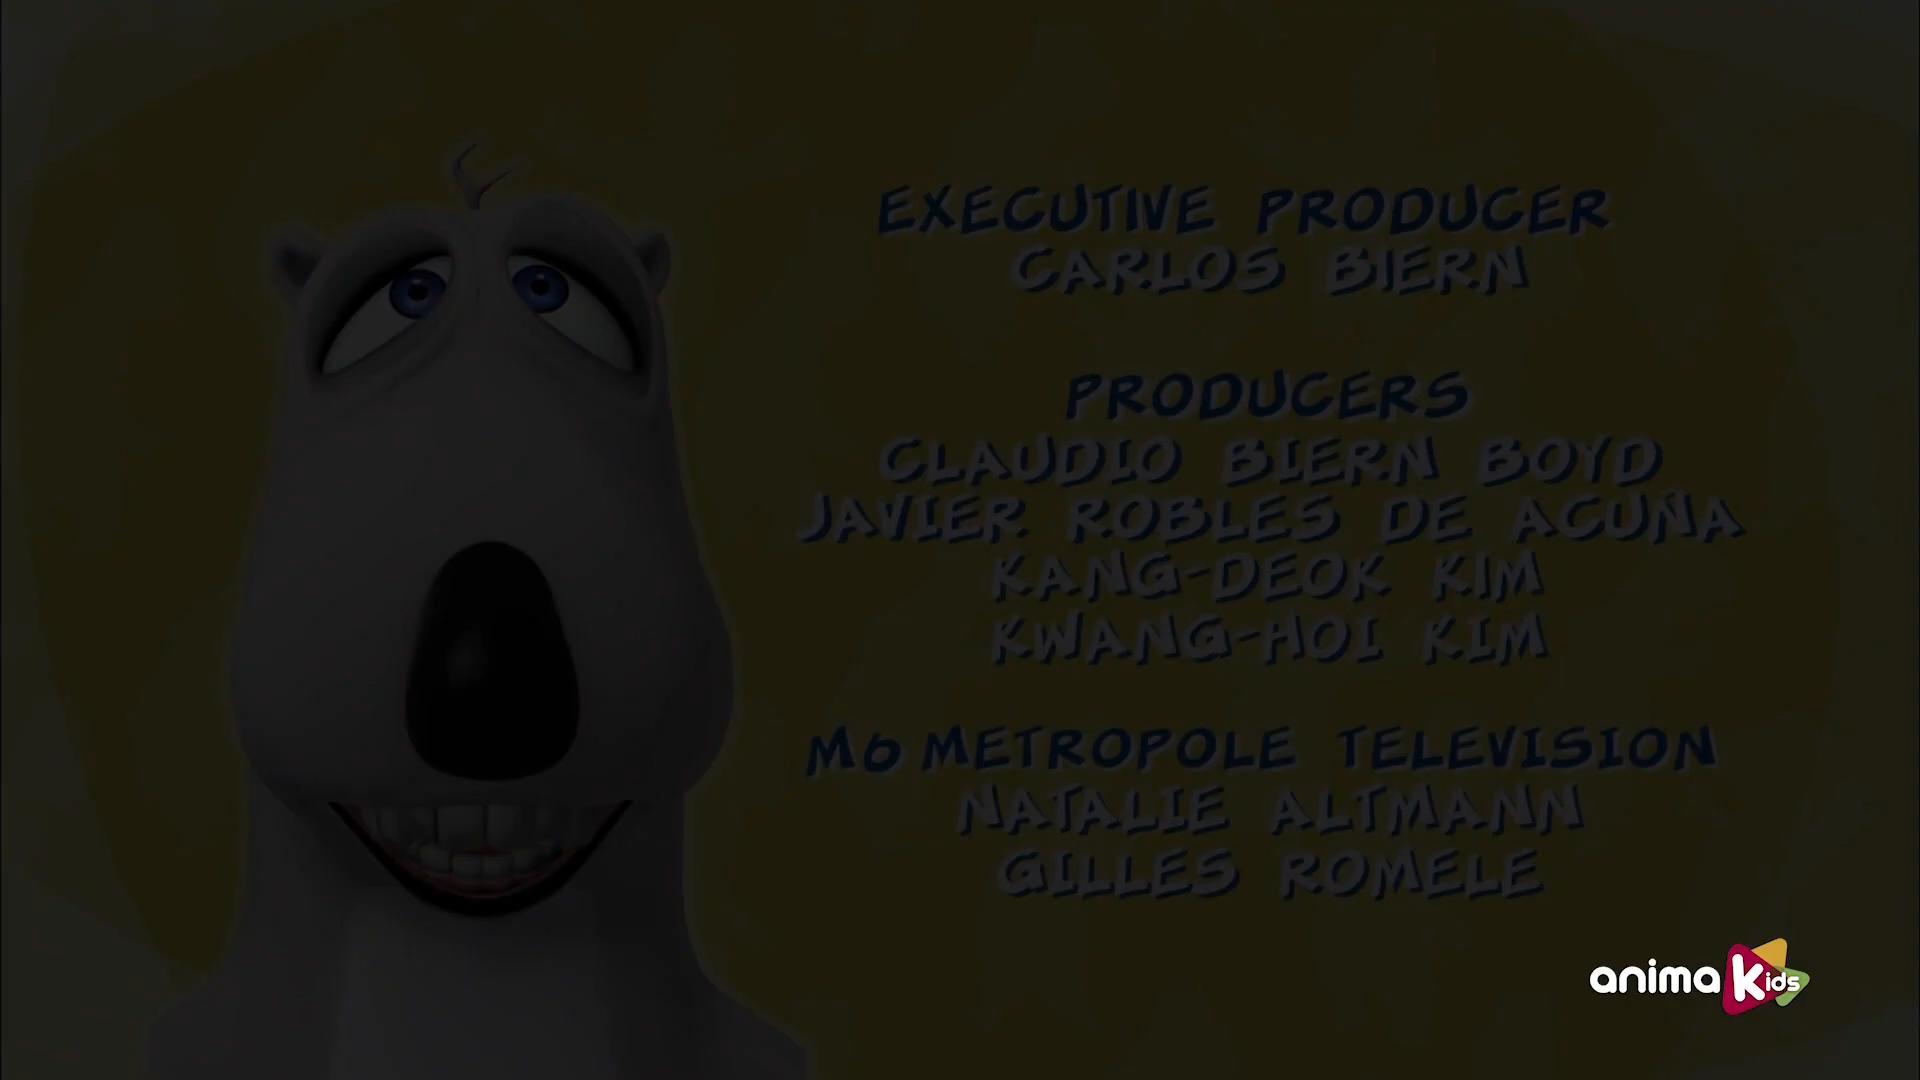 EXECUTIVE PRODUCER
CARLOS BIERN
PRODUCERS
CLAUDIO BIERN BOYD
JAVIER ROBLES DE ACUÑA
KANG-DEOK KIM
KWANG-HOI KIM
M6 METROPOLE TELEVISION
NATALIE ALTMANN
GILLES ROMELE
anima Kids